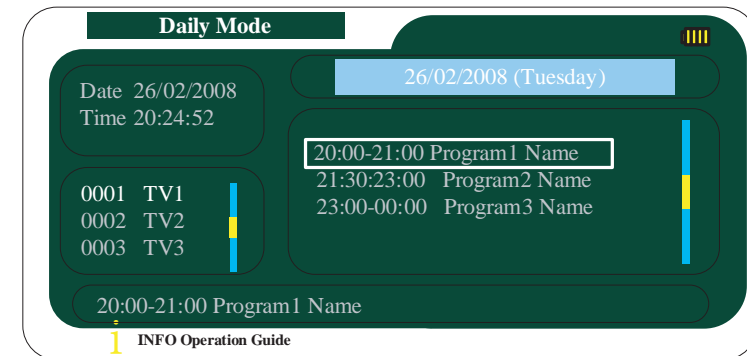 Daily Mode
26/02/2008 (Tuesday)
Date 26/02/2008
Time 20:24:52
20:00-21:00 Program1 Name
21:30:23:00 Program2 Name
23:00-00:00 Program3 Name
0001 TV1
0002 TV2
0003 TV3
20:00-21:00 Program1 Name
i INFO Operation Guide